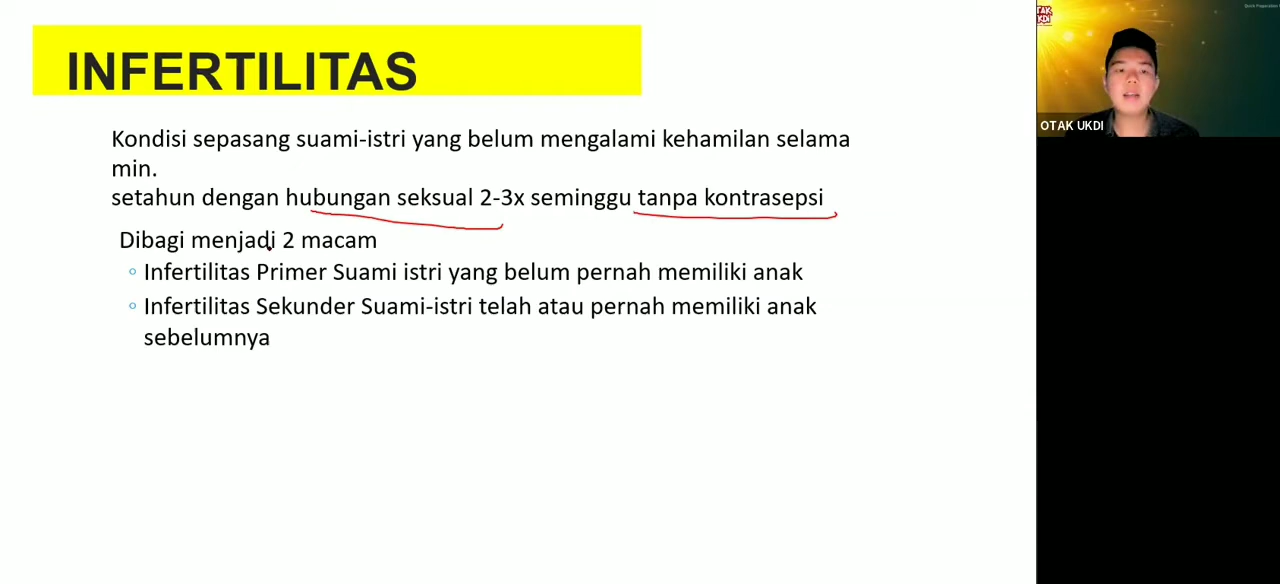 INFERTILITAS
Kondisi sepasang suami-istri yang belum mengalami kehamilan selama
min.
setahun dengan hubungan seksual 2-3x seminggu tanpa kontrasepsi
Dibagi menjadi 2 macam
Infertilitas Primer Suami istri yang belum pernah memiliki anak
Infertilitas Sekunder Suami-istri telah atau pernah memiliki anak
sebelumnya
OTAK UKDI